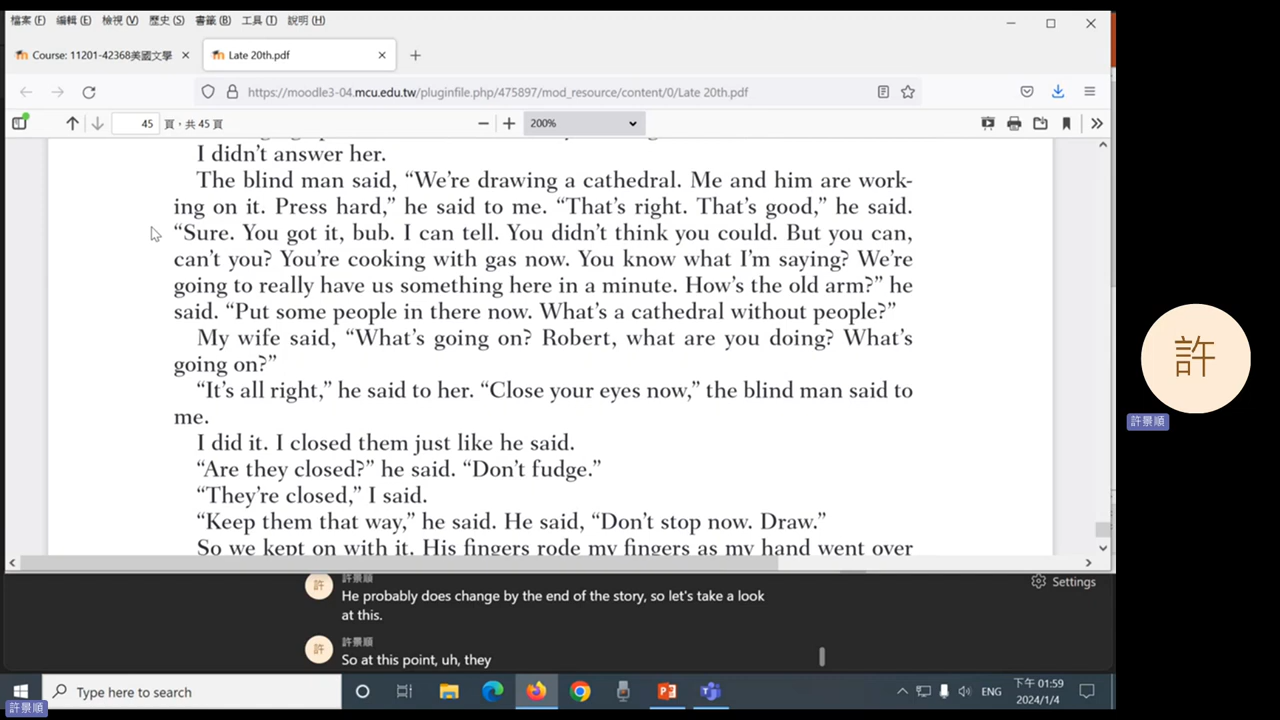 檔案(F) 編輯(E) 檢視(V) 歷史(S) 書籤(B) 工具(T) 說明(H)
Course: 11201-42368美國文學
Late 20th.pdf
https://moodle3-04.mcu.edu.tw/pluginfile.php/475897/mod_resource/content/0/Late 20th.pdf
45 頁，共 45 頁
200%
I didn't answer her.
The blind man said, “We're drawing a cathedral. Me and him are work-
ing on it. Press hard,” he said to me. “That's right. That's good,” he said.
“Sure. You got it, bub. I can tell. You didn't think you could. But you can,
can't you? You're cooking with gas now. You know what I'm saying? We're
going to really have us something here in a minute. How's the old arm?” he
said. “Put some people in there now. What's a cathedral without people?”
My wife said, “What's going on? Robert, what are you doing? What's
going on?”
“It's all right,” he said to her. “Close your eyes now,” the blind man said to
me.
I did it. I closed them just like he said.
“Are they closed?” he said. “Don't fudge.”
“They're closed,” I said.
“Keep them that way,” he said. He said, “Don't stop now. Draw.”
So we kept on with it. His fingers rode my fingers as my hand went over
許
許景順
許景順
許
He probably does change by the end of the story, so let's take a look
at this.
Settings
許景順
許
So at this point, uh, they
Type here to search
ENG
下午 01:59
2024/1/4
許景順